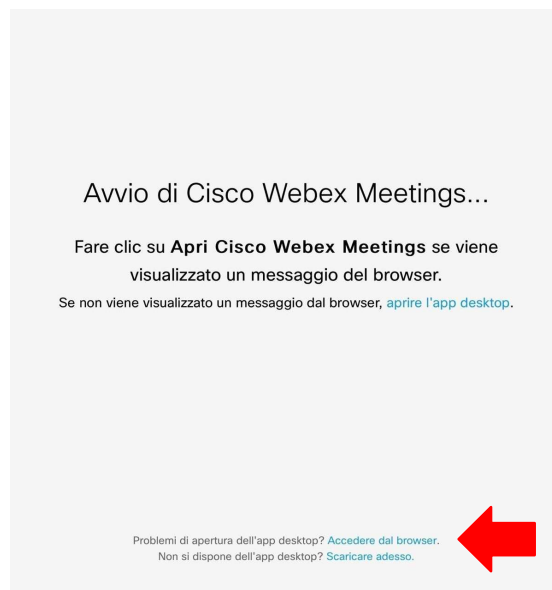 Avvio di Cisco Webex Meetings...
Fare clic su Apri Cisco Webex Meetings se viene
visualizzato un messaggio del browser.
Se non viene visualizzato un messaggio dal browser, aprire l'app desktop.
Problemi di apertura dell'app desktop? Accedere dal browser.
Non si dispone dell'app desktop? Scaricare adesso.